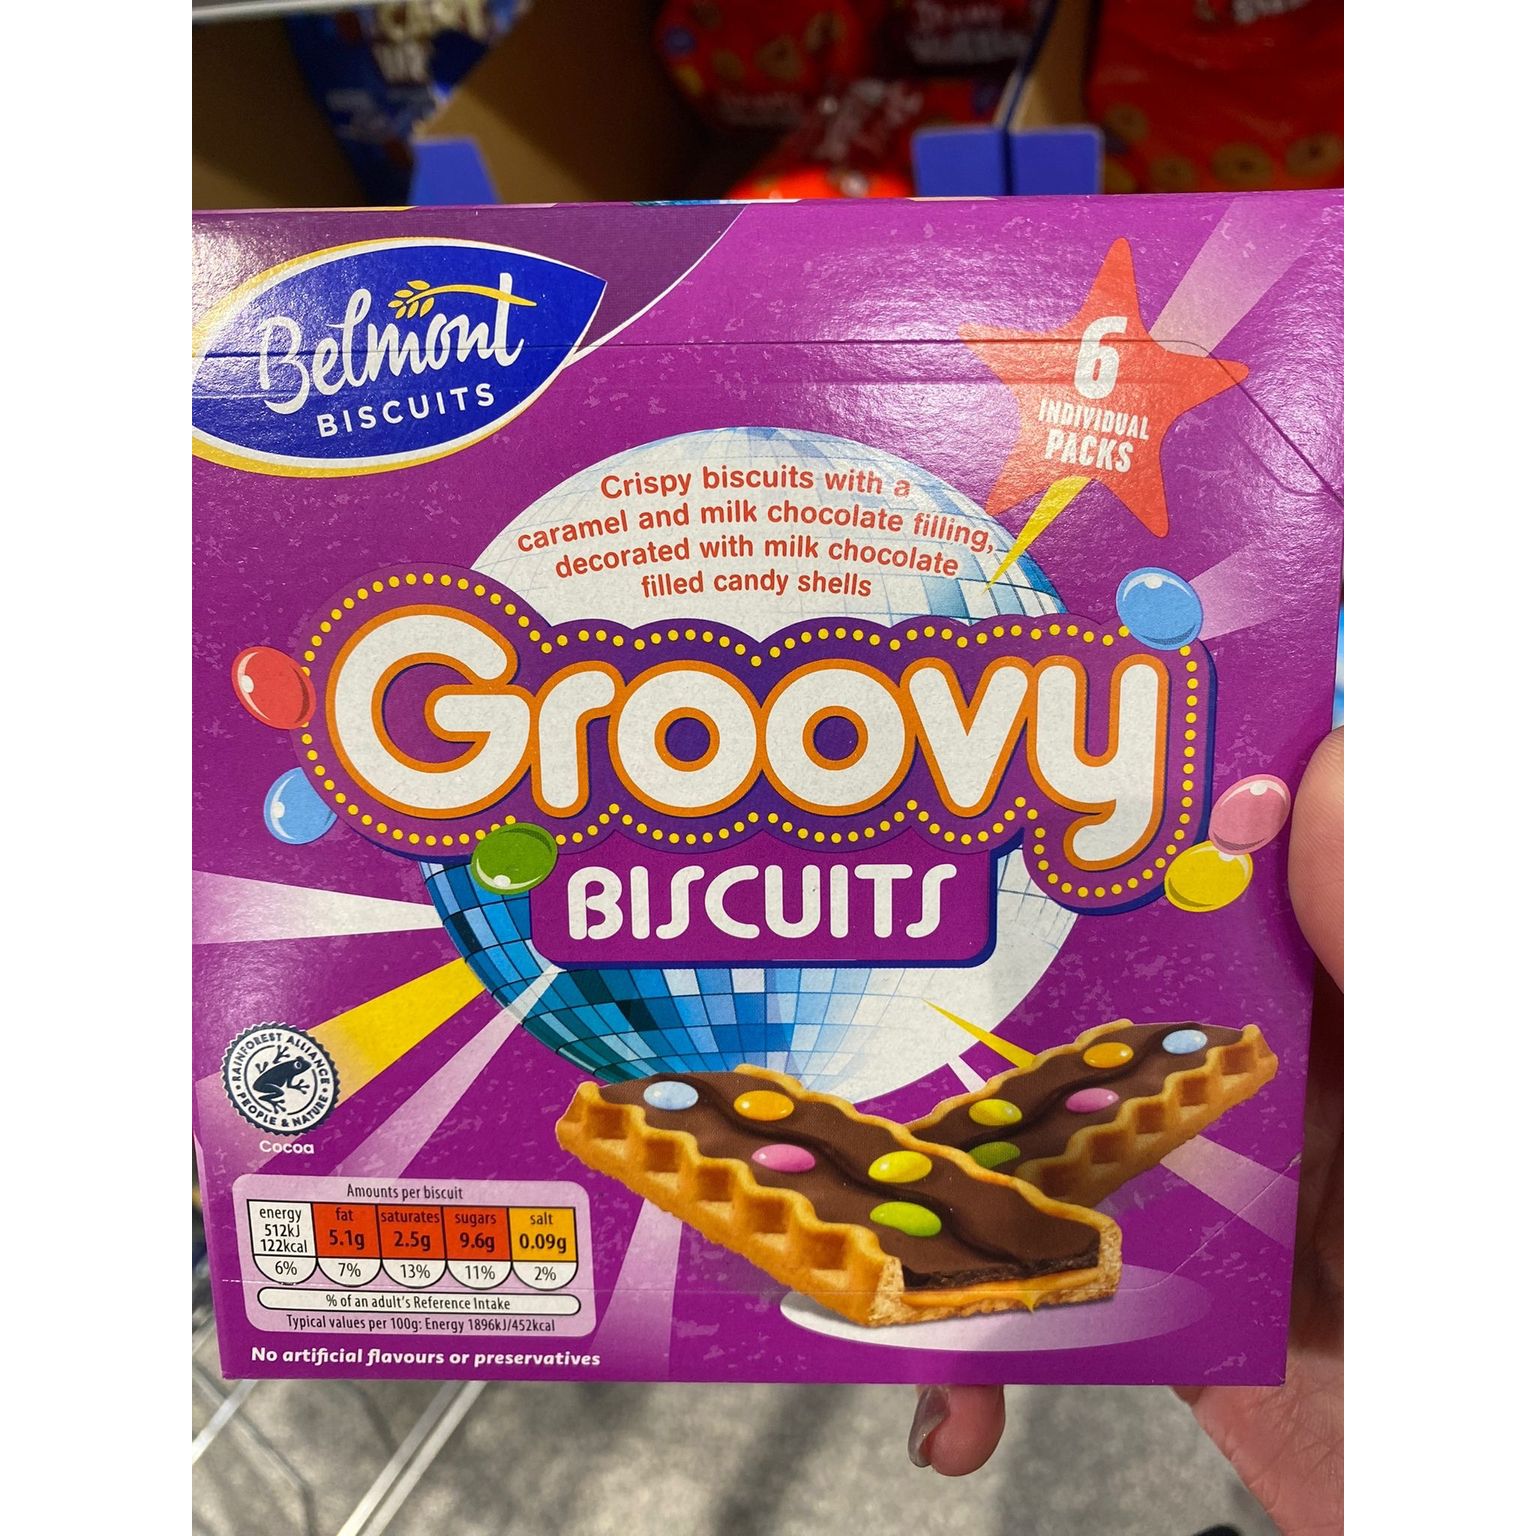 Belmont
BISCUITS
6
INDIVIDUAL
PACKS
Crispy biscuits with a
caramel and milk chocolate filling,
decorated with milk chocolate
filled candy shells
Groovy
BISCUITS
RAINFOREST ALLIANCE
PEOPLE & NATURE
Cocoa
Amounts per biscuit
energy fat saturates sugars salt
512kJ 5.1g 2.5g 9.6g 0.09g
122kcal
6% 7% 13% 11% 2%
% of an adult's Reference Intake
Typical values per 100g: Energy 1896kJ/452kcal
No artificial flavours or preservatives